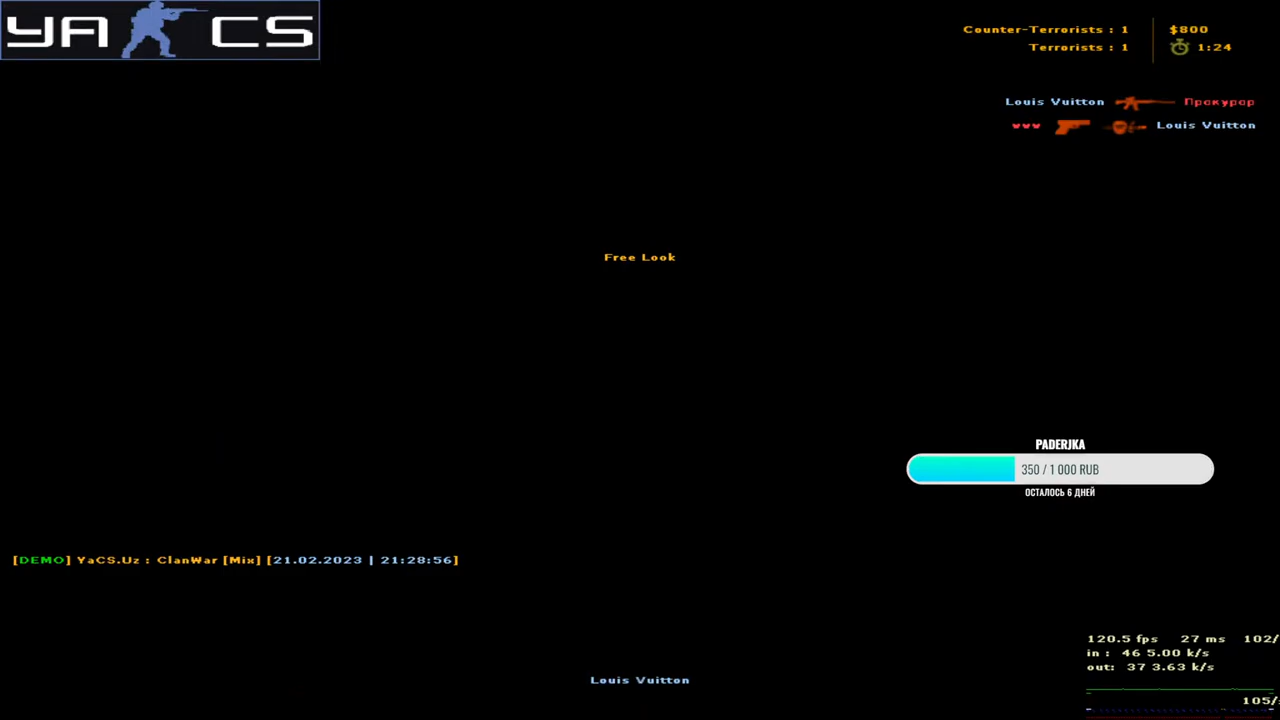 YA CS
Counter-Terrorists : 1
$800
Terrorists : 1
1:24
Louis Vuitton Прокурор
♥♥♥ Louis Vuitton
Free Look
PADERJKA
350 / 1 000 RUB
ОСТАЛОСЬ 6 ДНЕЙ
[DEMO] YaCS.Uz : ClanWar [Mix] [21.02.2023 | 21:28:56]
120.5 fps 27 ms 102/
in : 46 5.00 k/s
out: 37 3.63 k/s
Louis Vuitton
105/